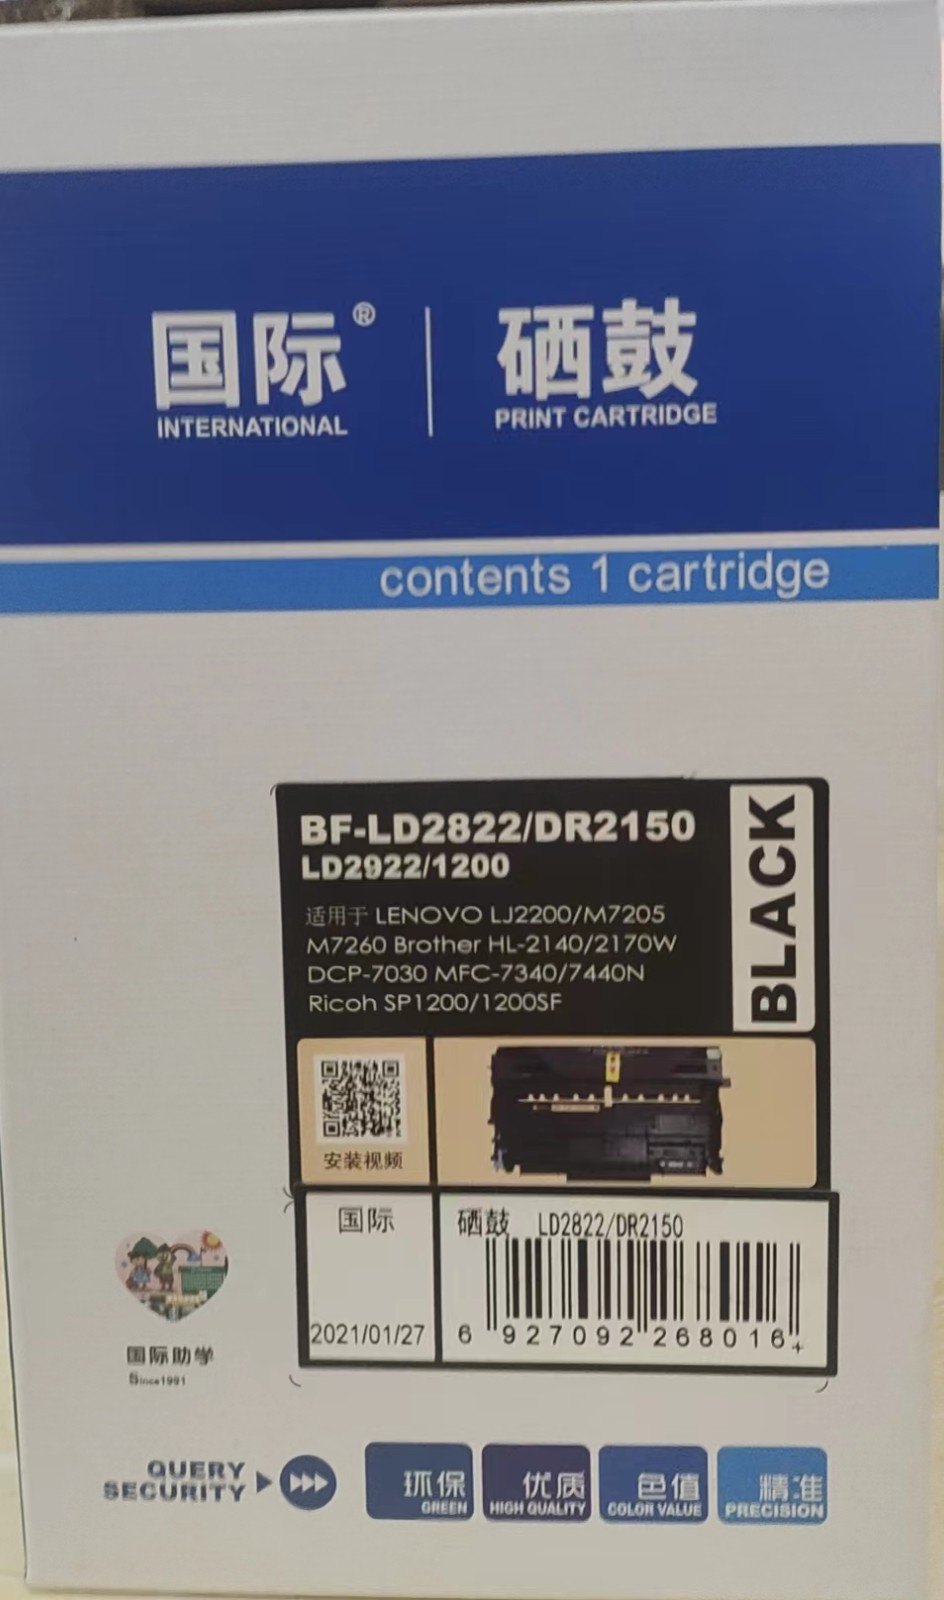 国际®
INTERNATIONAL
硒鼓
PRINT CARTRIDGE
contents 1 cartridge
BF-LD2822/DR2150
LD2922/1200
适用于 LENOVO LJ2200/M7205
M7260 Brother HL-2140/2170W
DCP-7030 MFC-7340/7440N
Ricoh SP1200/1200SF
BLACK
安装视频
国际
2021/01/27
硒鼓 LD2822/DR2150
6 927092 268016
国际助学
Since1991
QUERY
SECURITY
环保
GREEN
优质
HIGH QUALITY
色值
COLOR VALUE
精准
PRECISION